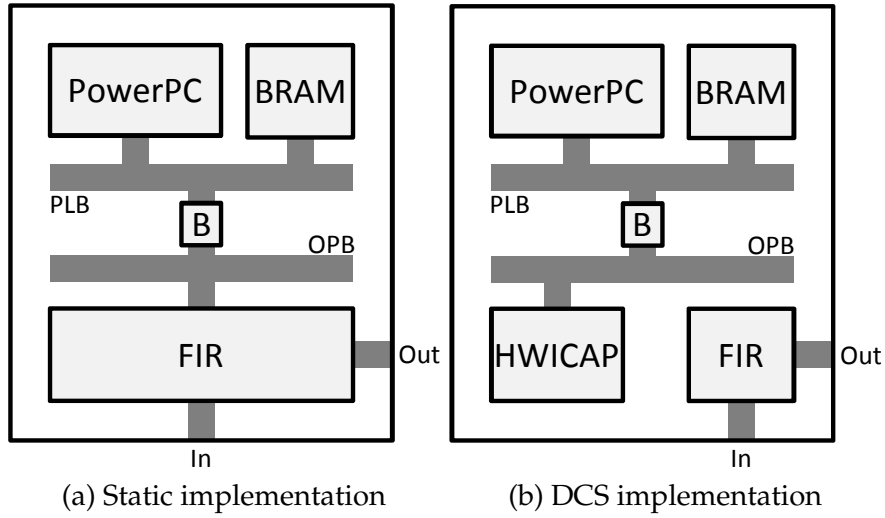 PowerPC
BRAM
PLB
B
OPB
FIR
Out
In
(a) Static implementation
PowerPC
BRAM
PLB
B
OPB
HWICAP
FIR
Out
In
(b) DCS implementation